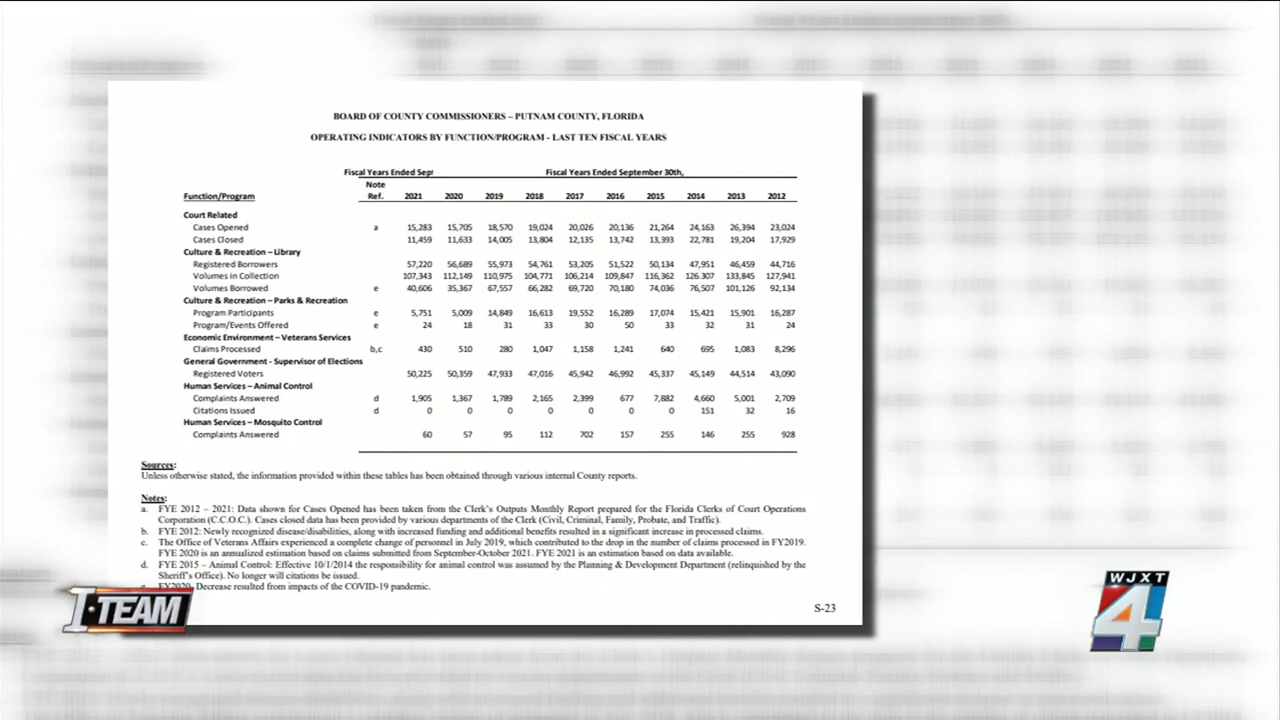 BOARD OF COUNTY COMMISSIONERS – PUTNAM COUNTY, FLORIDA
OPERATING INDICATORS BY FUNCTION/PROGRAM - LAST TEN FISCAL YEARS
Fiscal Years Ended Sept Fiscal Years Ended September 30th,
Note
Function/Program Ref. 2021 2020 2019 2018 2017 2016 2015 2014 2013 2012
Court Related
Cases Opened a 15,283 15,705 18,570 19,024 20,026 20,136 21,264 24,163 26,394 23,024
Cases Closed 11,459 11,633 14,005 13,804 12,135 13,742 13,393 22,781 19,204 17,929
Culture & Recreation – Library
Registered Borrowers 57,220 56,689 55,973 54,761 53,205 51,522 50,134 47,951 46,459 44,716
Volumes in Collection 107,343 112,149 110,975 104,771 106,214 109,847 116,362 126.307 133,845 127,941
Volumes Borrowed e 40,606 35,367 67,557 66,282 69,720 70,180 74,036 76,507 101,126 92,134
Culture & Recreation – Parks & Recreation
Program Participants e 5,751 5,009 14,849 16,613 19,552 16,289 17,074 15,421 15,901 16,287
Program/Events Offered e 24 18 31 33 30 50 33 32 31 24
Economic Environment – Veterans Services
Claims Processed b,c 430 510 280 1,047 1,158 1,241 640 695 1,083 8,296
General Government - Supervisor of Elections
Registered Voters 50,225 50,359 47,933 47,016 45,942 46,992 45,337 45,149 44,514 43,090
Human Services – Animal Control
Complaints Answered d 1,905 1,367 1,789 2,165 2,399 677 7,882 4,660 5,001 2,709
Citations Issued d 0 0 0 0 0 0 0 151 32 16
Human Services – Mosquito Control
Complaints Answered 60 57 95 112 702 157 255 146 255 928
Sources:
Unless otherwise stated, the information provided within these tables has been obtained through various internal County reports.
Notes:
a. FYE 2012 – 2021: Data shown for Cases Opened has been taken from the Clerk's Outputs Monthly Report prepared for the Florida Clerks of Court Operations
Corporation (C.C.O.C.). Cases closed data has been provided by various departments of the Clerk (Civil, Criminal, Family, Probate, and Traffic).
b. FYE 2012: Newly recognized disease/disabilities, along with increased funding and additional benefits resulted in a significant increase in processed claims.
c. The Office of Veterans Affairs experienced a complete change of personel in July 2019, which contributed to the drop in the number of claims processed in FY2019.
FYE 2020 is an annualized estimation based on claims submitted from September-October 2021. FYE 2021 is an estimation based on data available.
d. FYE 2015 – Animal Control: Effective 10/1/2014 the responsibility for animal control was assumed by the Planning & Development Department (relinquished by the
Sheriff's Office). No longer will citations be issued.
e. FY2020: Decrease resulted from impacts of the COVID-19 pandemic.
S-23
I-TEAM
WJXT
4